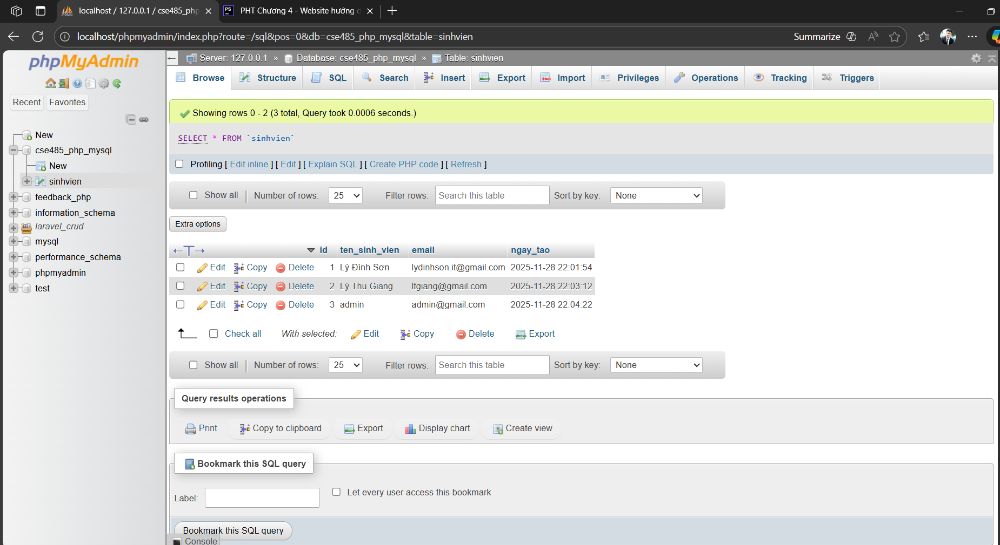 localhost / 127.0.0.1 / cse485_php
PHT Chương 4 - Website hướng d
localhost/phpmyadmin/index.php?route=/sql&pos=0&db=cse485_php_mysql&table=sinhvien
Summarize
phpMyAdmin
Recent Favorites
New
cse485_php_mysql
New
sinhvien
feedback_php
information_schema
laravel_crud
mysql
performance_schema
phpmyadmin
test
Server: 127.0.0.1 » Database: cse485_php_mysql » Table: sinhvien
Browse Structure SQL Search Insert Export Import Privileges Operations Tracking Triggers
Showing rows 0 - 2 (3 total, Query took 0.0006 seconds.)
SELECT * FROM `sinhvien`
Profiling [ Edit inline ] [ Edit ] [ Explain SQL ] [ Create PHP code ] [ Refresh ]
Show all Number of rows: 25 Filter rows: Search this table Sort by key: None
Extra options
id ten_sinh_vien email ngay_tao
Edit Copy Delete 1 Lý Đình Sơn lydinhson.it@gmail.com 2025-11-28 22:01:54
Edit Copy Delete 2 Lý Thu Giang ltgiang@gmail.com 2025-11-28 22:03:12
Edit Copy Delete 3 admin admin@gmail.com 2025-11-28 22:04:22
Check all With selected: Edit Copy Delete Export
Show all Number of rows: 25 Filter rows: Search this table Sort by key: None
Query results operations
Print Copy to clipboard Export Display chart Create view
Bookmark this SQL query
Label: Let every user access this bookmark
Bookmark this SQL query
Console